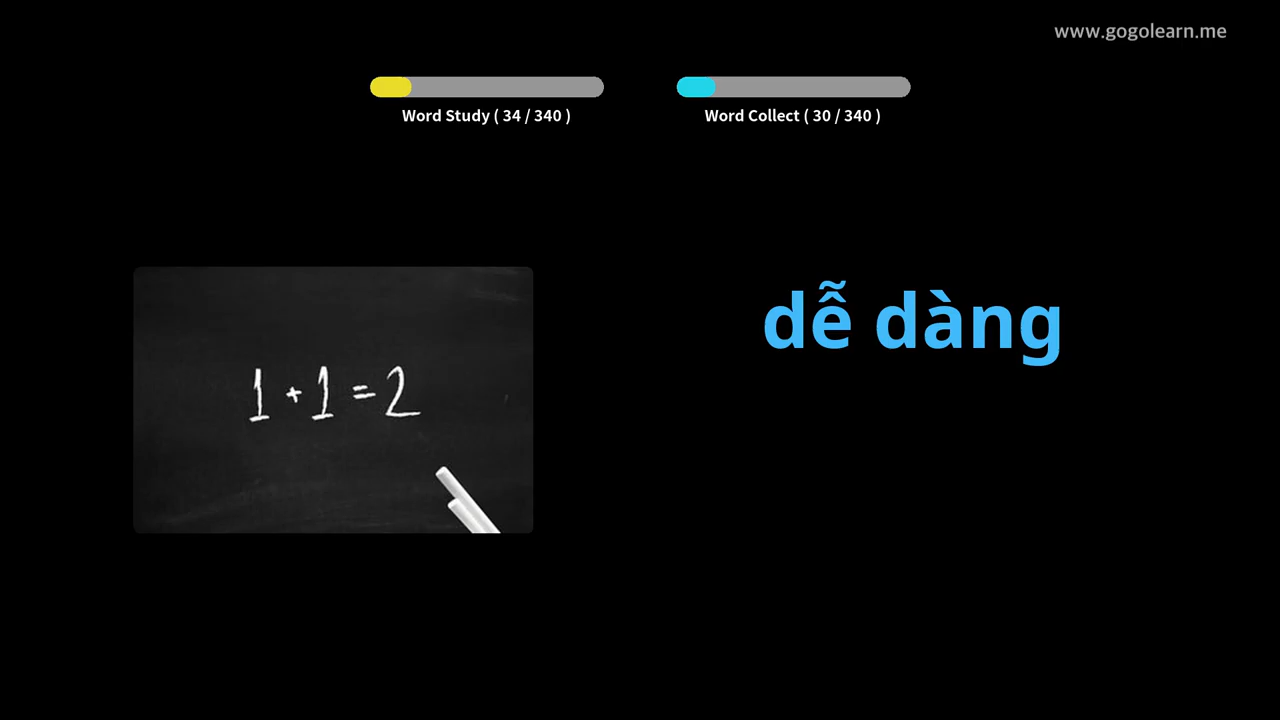 www.gogolearn.me
Word Study ( 34 / 340 )
Word Collect ( 30 / 340 )
dễ dàng
1 + 1 = 2